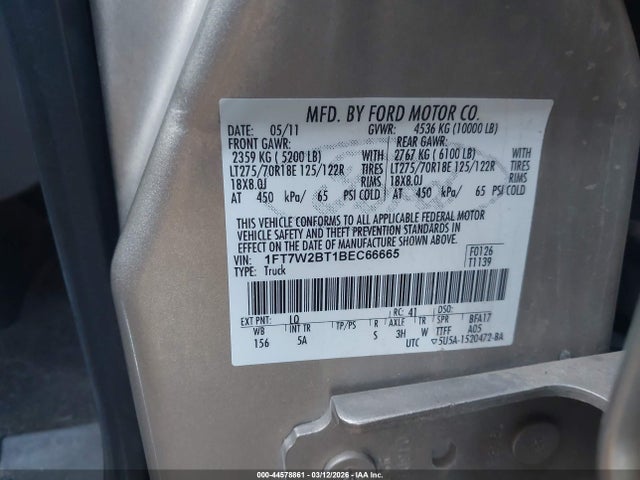 MFD. BY FORD MOTOR CO.
DATE: 05/11 GVWR: 4536 KG (10000 LB)
FRONT GAWR: REAR GAWR:
2359 KG ( 5200 LB) WITH 2767 KG ( 6100 LB) WITH
LT275/70R18E 125/122R TIRES LT275/70R18E 125/122R TIRES
18X8.0J RIMS 18X8.0J RIMS
AT 450 kPa/ 65 PSI COLD AT 450 kPa/ 65 PSI COLD
THIS VEHICLE CONFORMS TO ALL APPLICABLE FEDERAL MOTOR
VEHICLE SAFETY AND THEFT PREVENTION STANDARDS IN
EFFECT ON THE DATE OF MANUFACTURE SHOWN ABOVE.
VIN: 1FT7W2BT1BEC66665 F0126
TYPE: Truck T1139
EXT PNT: LQ RC: 41 DSO:
WB INT TR TP/PS R AXLE TR SPR BFA17
156 5A S 3H W TTFF A05
UTC ▽5U5A-1520472-BA
000-44578861 - 03/12/2026 - IAAI.com